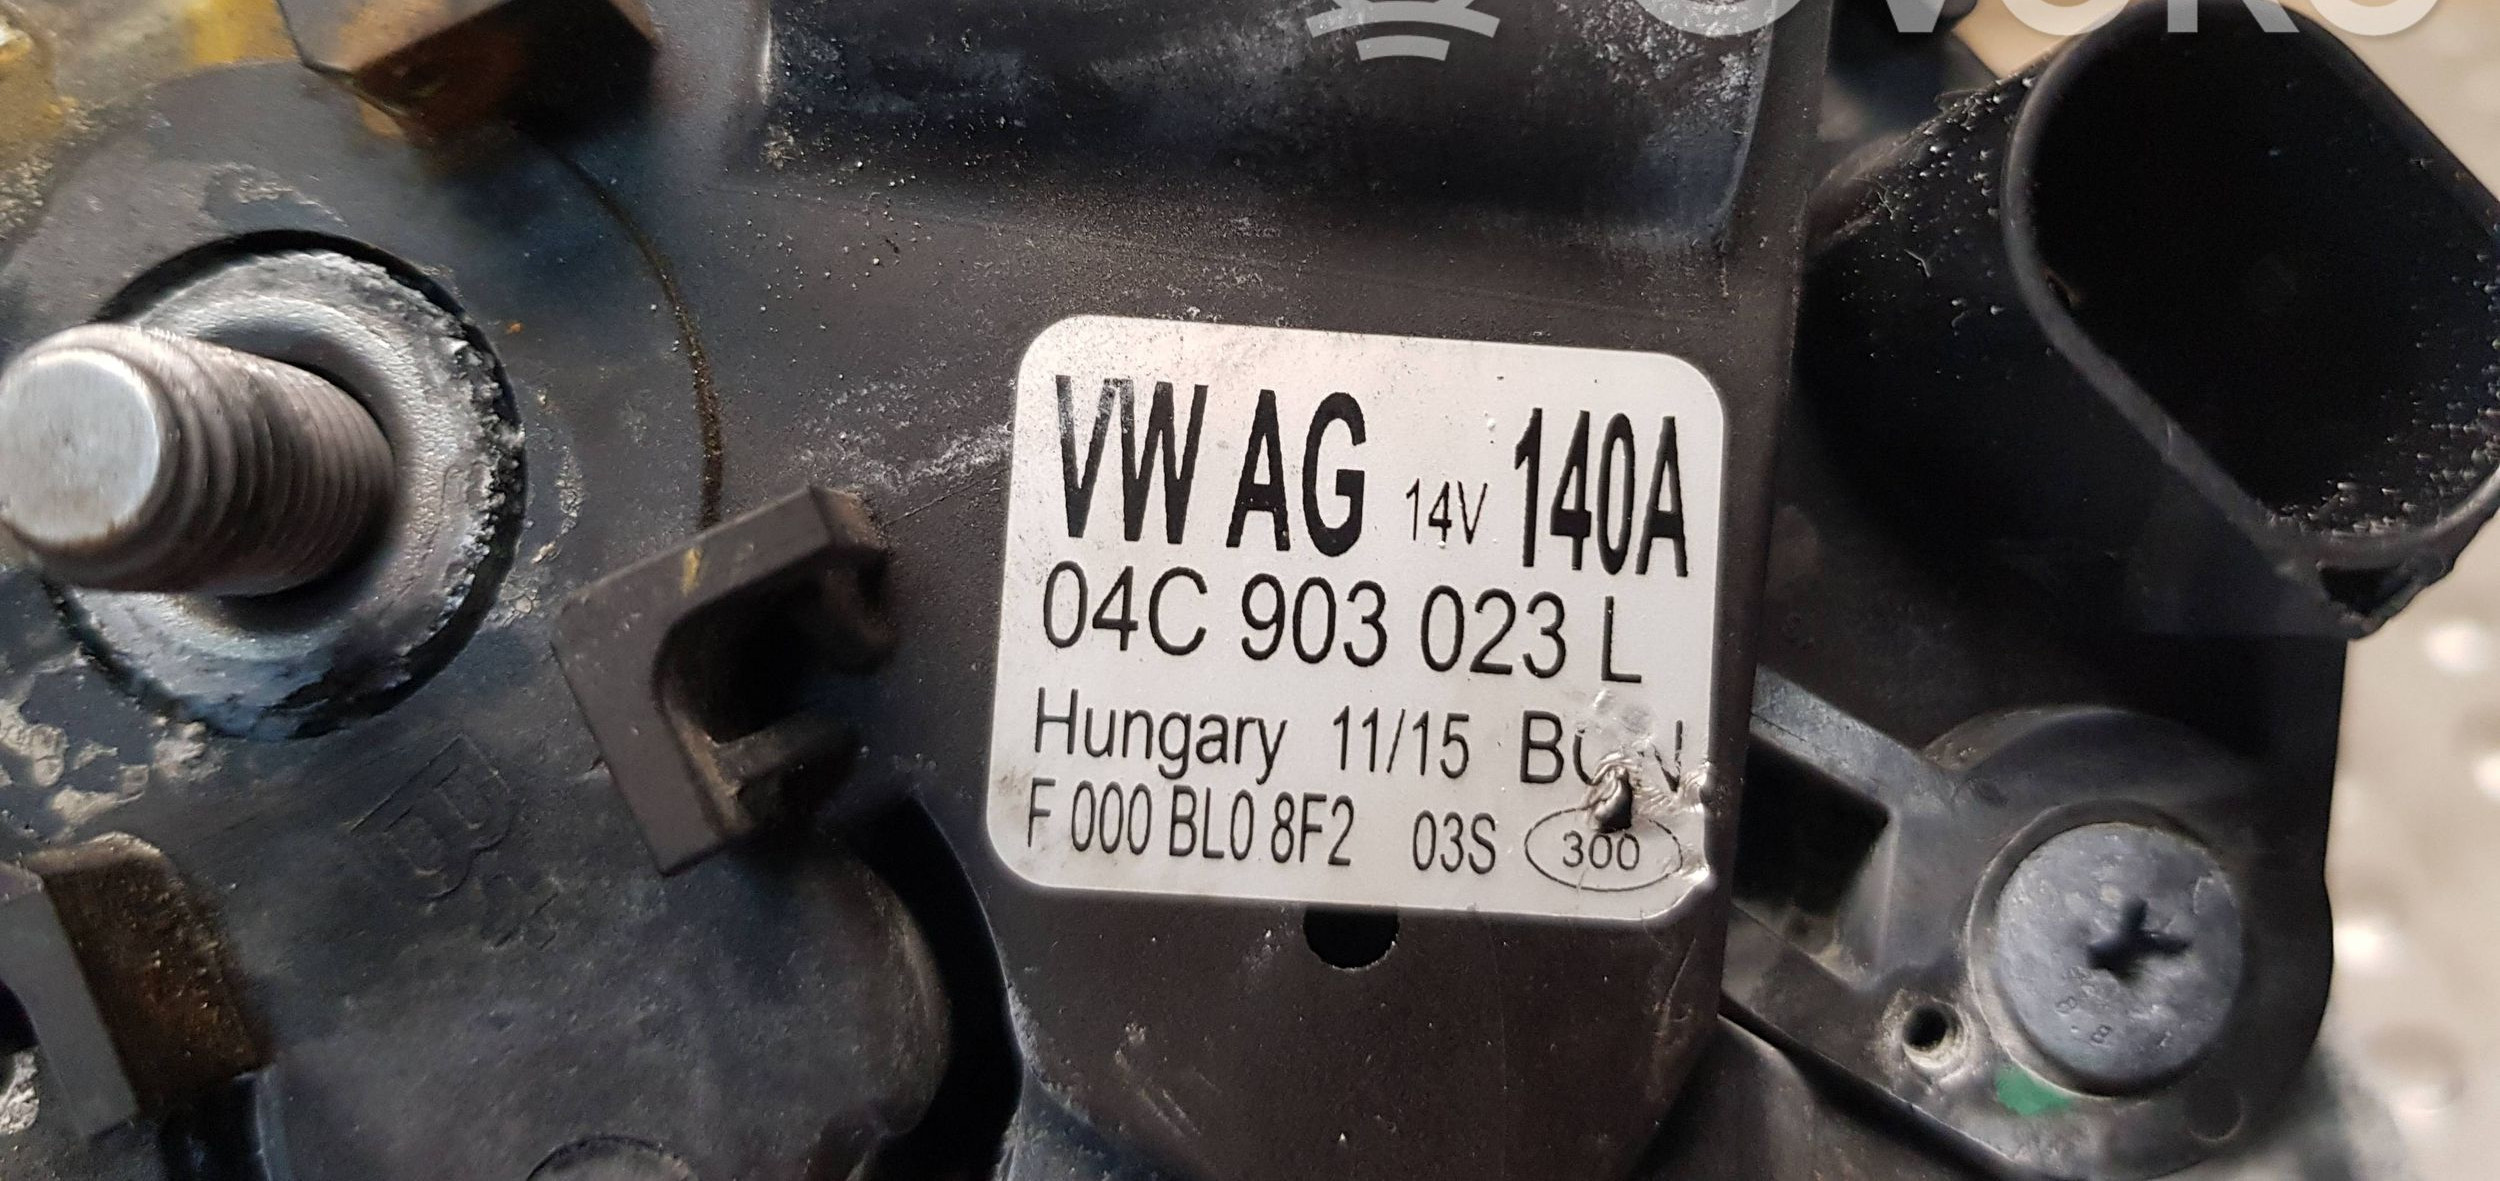 VW AG 14V 140A
04C 903 023 L
Hungary 11/15
F 000 BL0 8F2 03S 300
B+